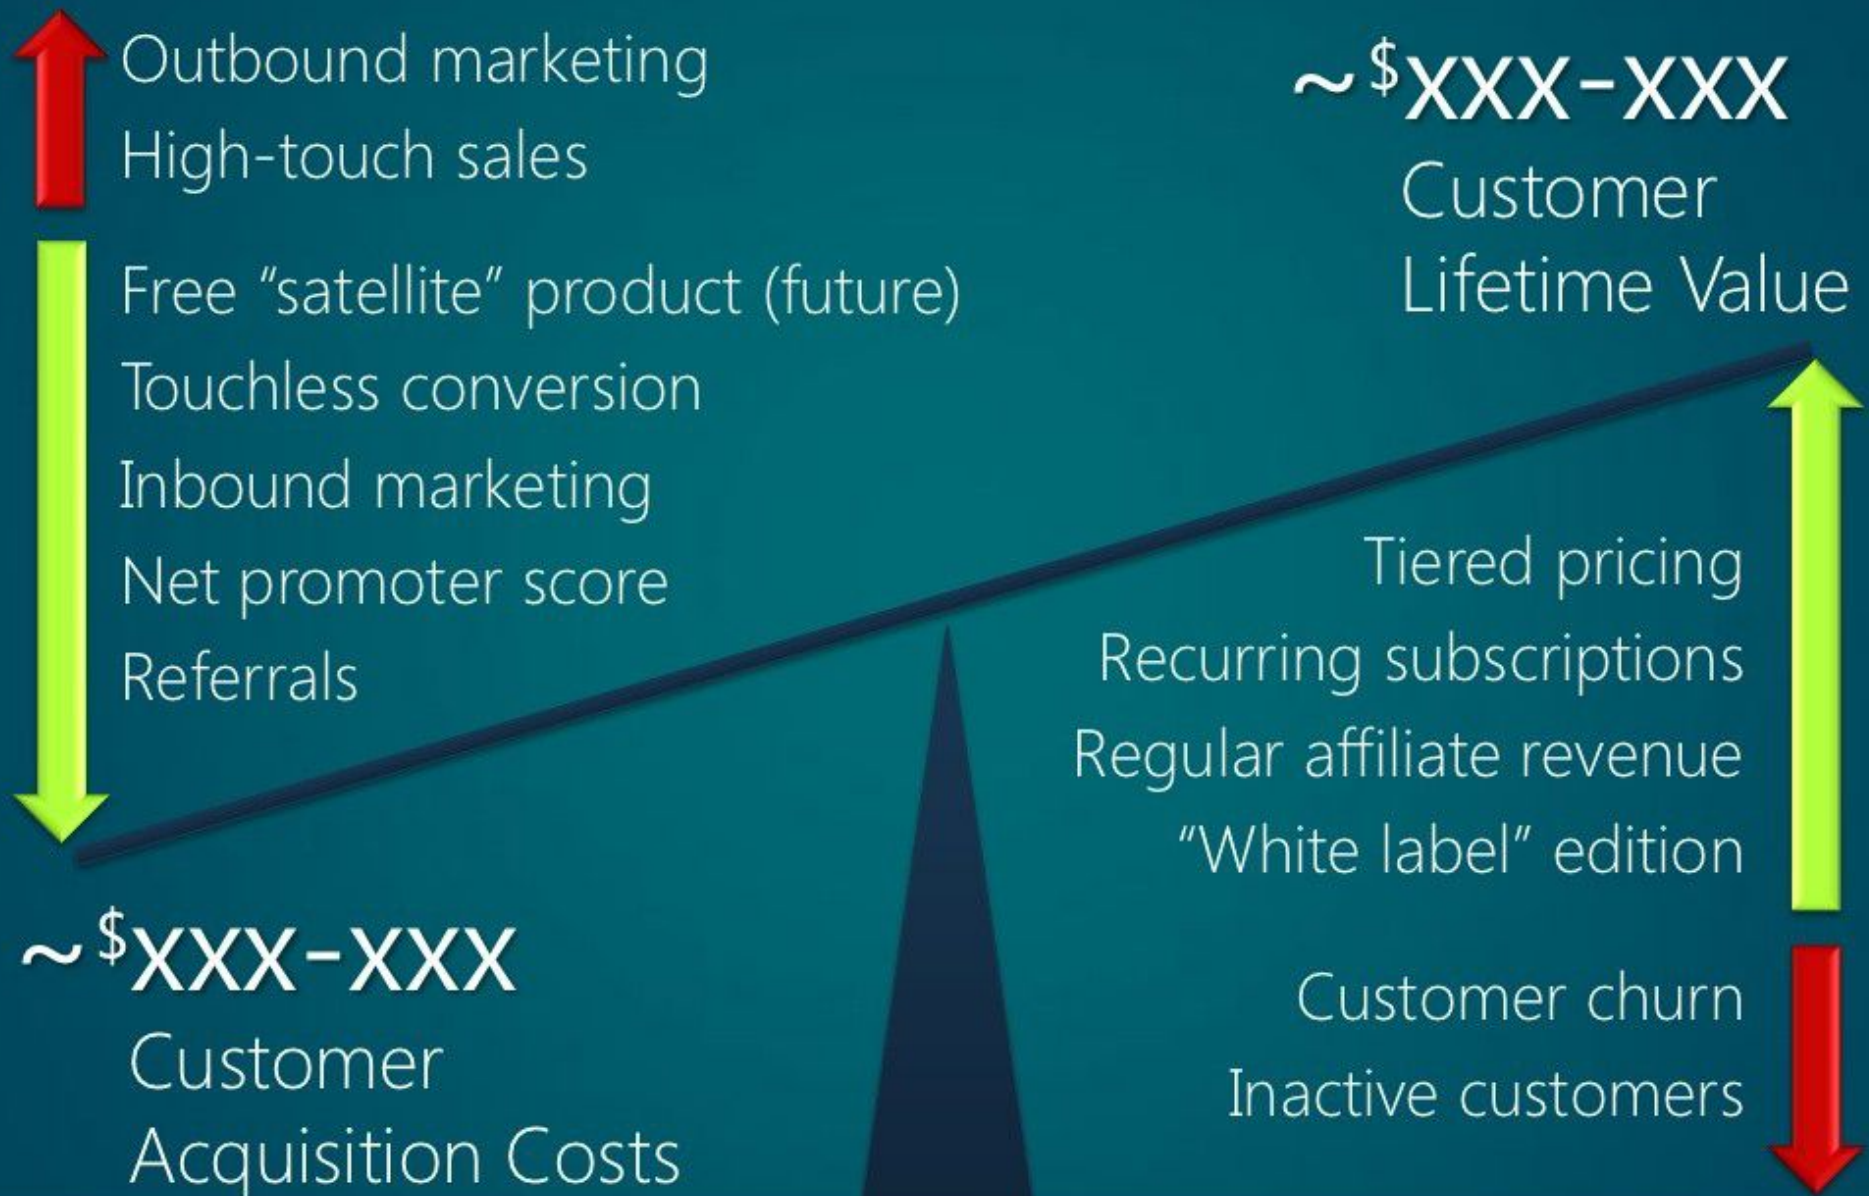 Outbound marketing
High-touch sales
Free “satellite” product (future)
Touchless conversion
Inbound marketing
Net promoter score
Referrals
~$xxx-xxx
Customer
Acquisition Costs
~$xxx-xxx
Customer
Lifetime Value
Tiered pricing
Recurring subscriptions
Regular affiliate revenue
“White label” edition
Customer churn
Inactive customers